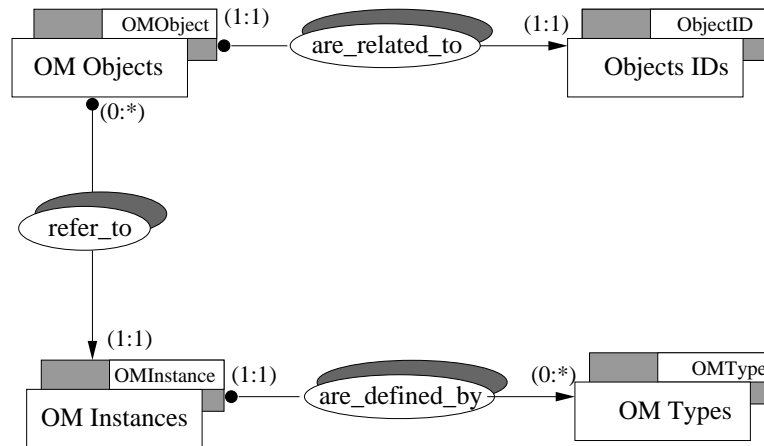 (1:1)
OMObject
OM Objects
are_related_to
(1:1)
ObjectID
Objects IDs
(0:*)
refer_to
(1:1)
OMInstance
OM Instances
(1:1)
are_defined_by
(0:*)
OMType
OM Types